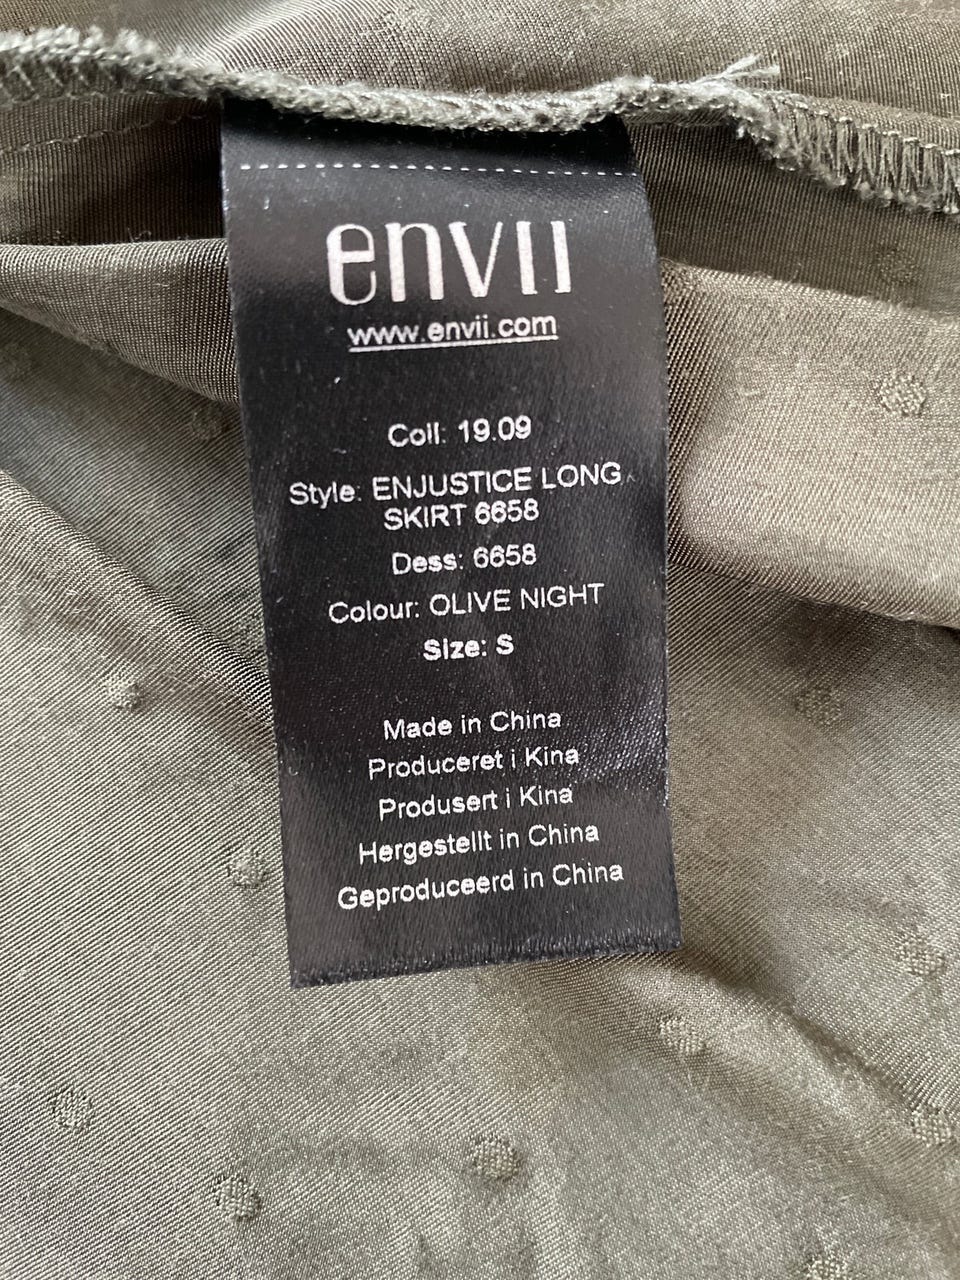 envii
www.envii.com
Coll: 19.09
Style: ENJUSTICE LONG
SKIRT 6658
Dess: 6658
Colour: OLIVE NIGHT
Size: S
Made in China
Produceret i Kina
Produsert i Kina
Hergestellt in China
Geproduceerd in China